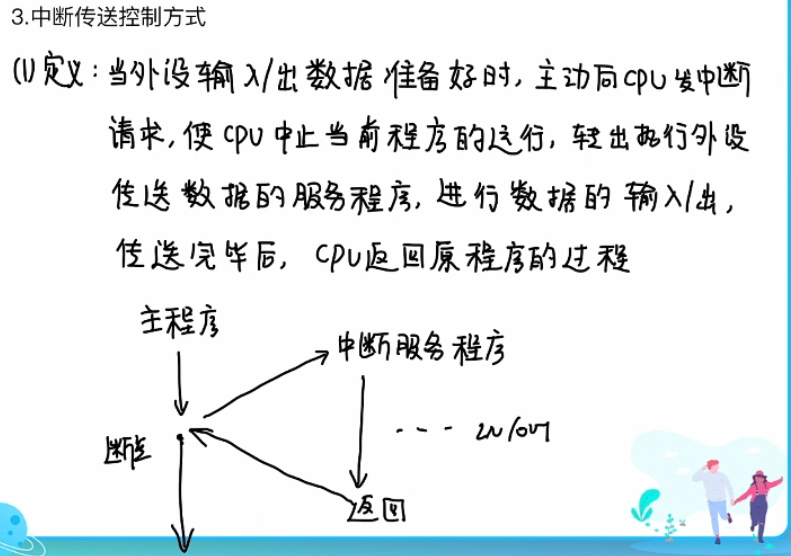 3.中断传送控制方式
(1)定义:当外设输入/出数据准备好时,主动向CPU发中断
请求,使CPU中止当前程序的运行,转出执行外设
传送数据的服务程序,进行数据的输入/出,
传送完毕后,CPU返回原程序的过程
主程序
中断服务程序
断点
--- in/out
返回